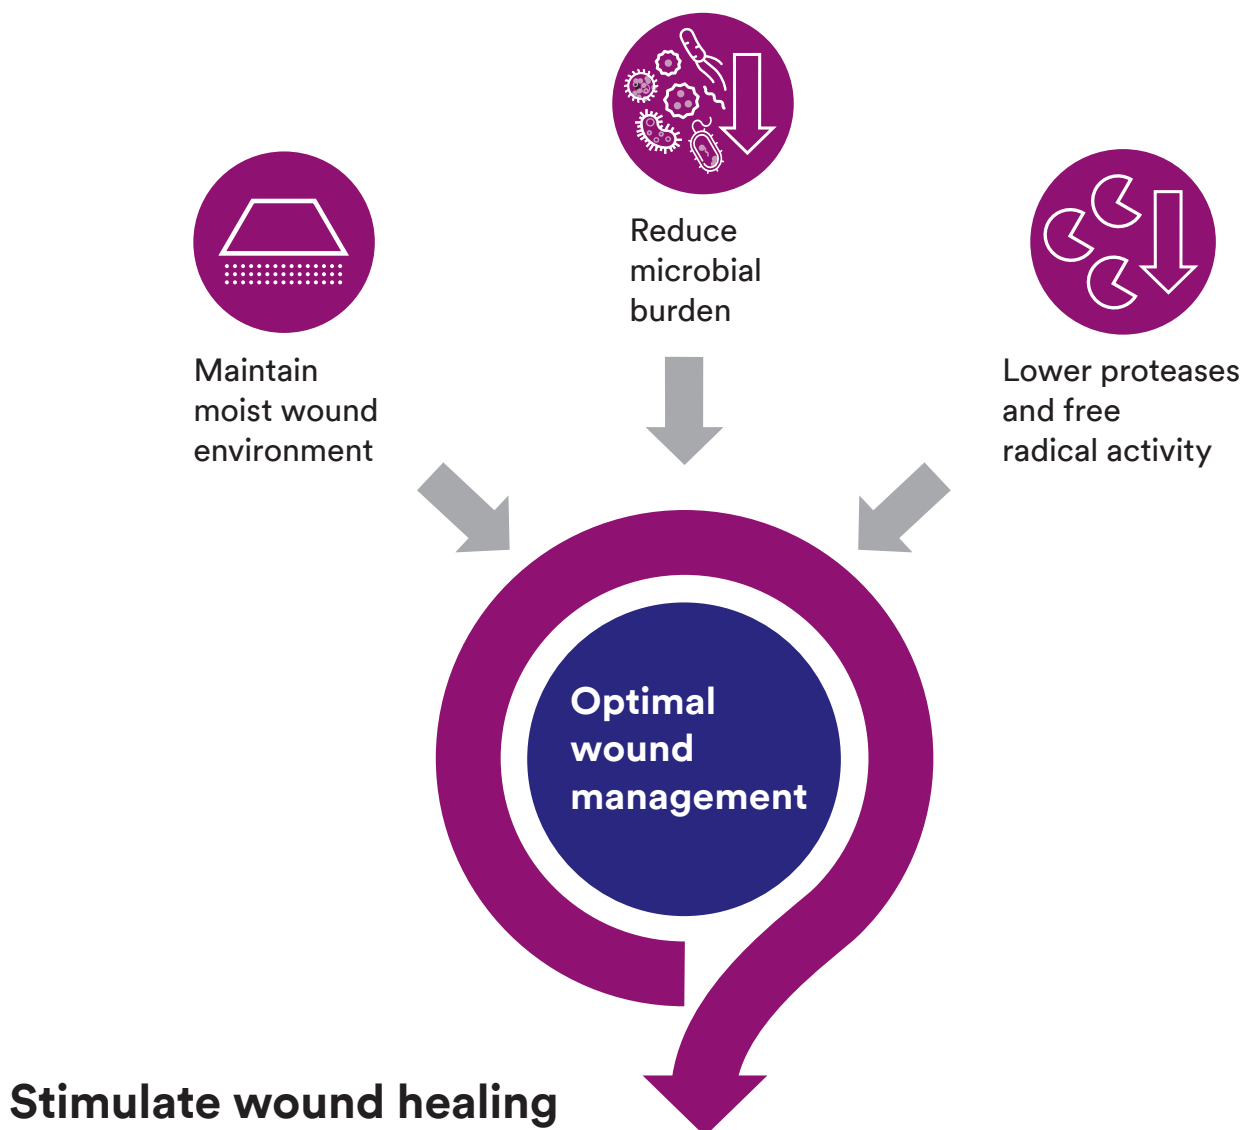 Reduce
microbial
burden
Maintain
moist wound
environment
Lower proteases
and free
radical activity
Optimal
wound
management
Stimulate wound healing